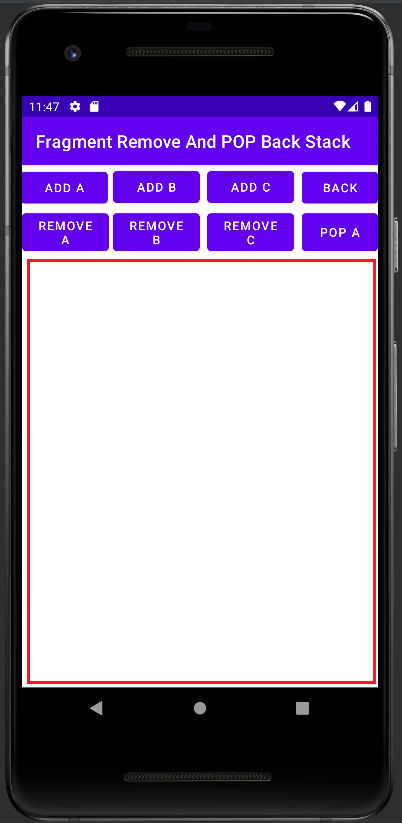 11:47
Fragment Remove And POP Back Stack
ADD A ADD B ADD C BACK
REMOVE A REMOVE B REMOVE C POP A